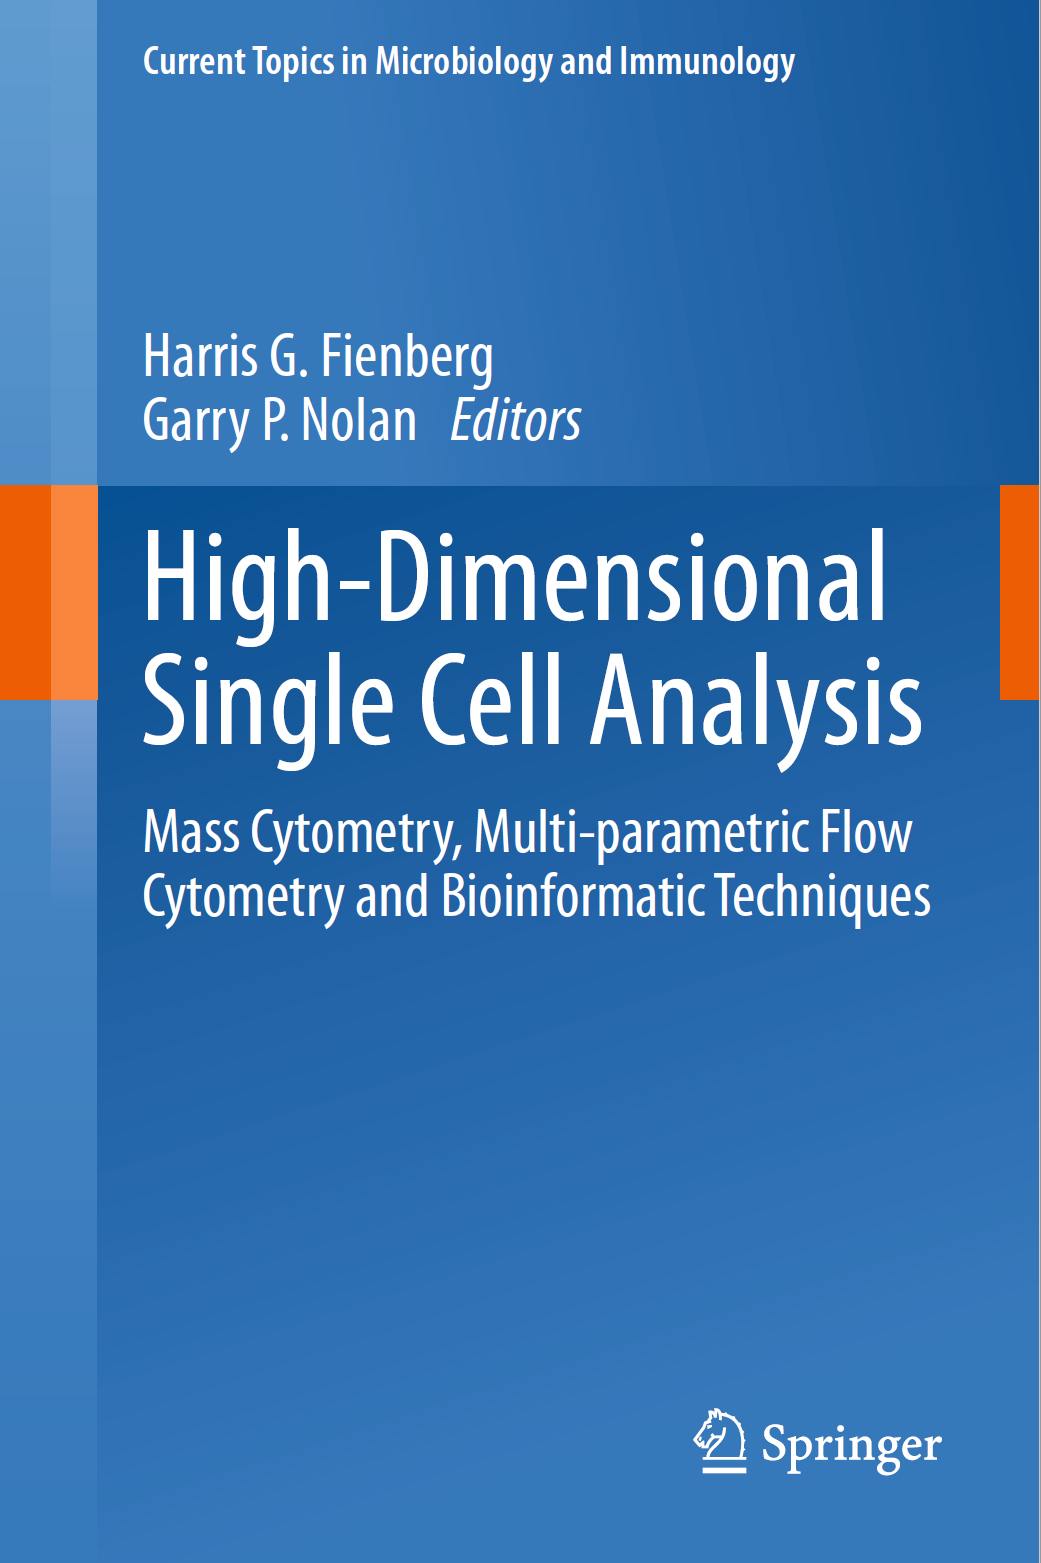 Current Topics in Microbiology and Immunology
Harris G. Fienberg
Garry P. Nolan Editors
High-Dimensional
Single Cell Analysis
Mass Cytometry, Multi-parametric Flow
Cytometry and Bioinformatic Techniques
Springer